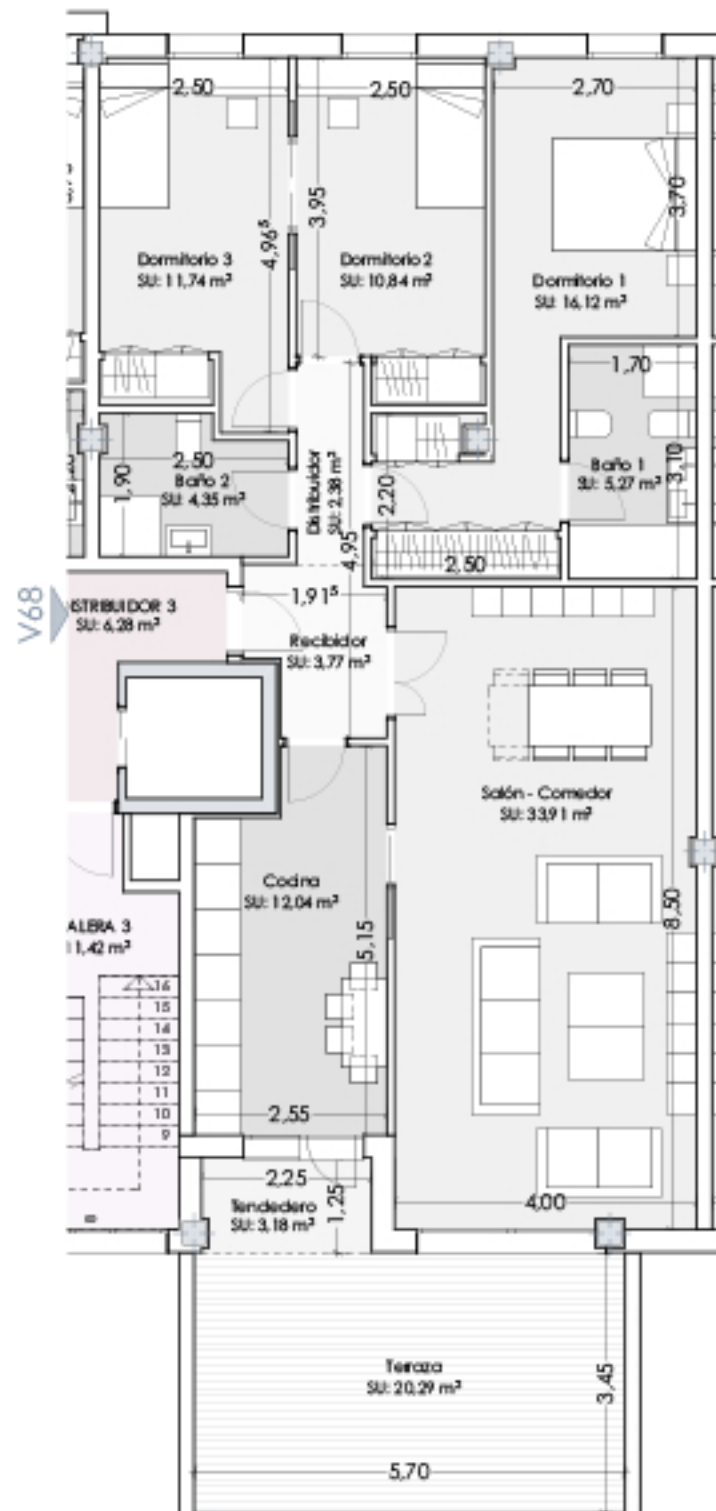 2,50
2,50
2,70
3,70
3,95
4,96⁵
Dormitorio 3
SU: 11,74 m²
Dormitorio 2
SU: 10,84 m²
Dormitorio 1
SU: 16,12 m²
1,70
2,50
Baño 2
SU: 4,35 m²
1,90
Distribuidor
SU: 2,38 m²
2,20
Baño 1
SU: 5,27 m²
3,10
4,95
2,50
V68
ISTRIBUIDOR 3
SU: 6,28 m²
1,91⁵
Recibidor
SU: 3,77 m²
Salón - Comedor
SU: 33,91 m²
Cocina
SU: 12,04 m²
5,15
8,50
ALERA 3
11,42 m²
16
15
14
13
12
11
10
9
2,55
2,25
Tendedero
SU: 3,18 m²
1,25
4,00
Terraza
SU: 20,29 m²
3,45
5,70